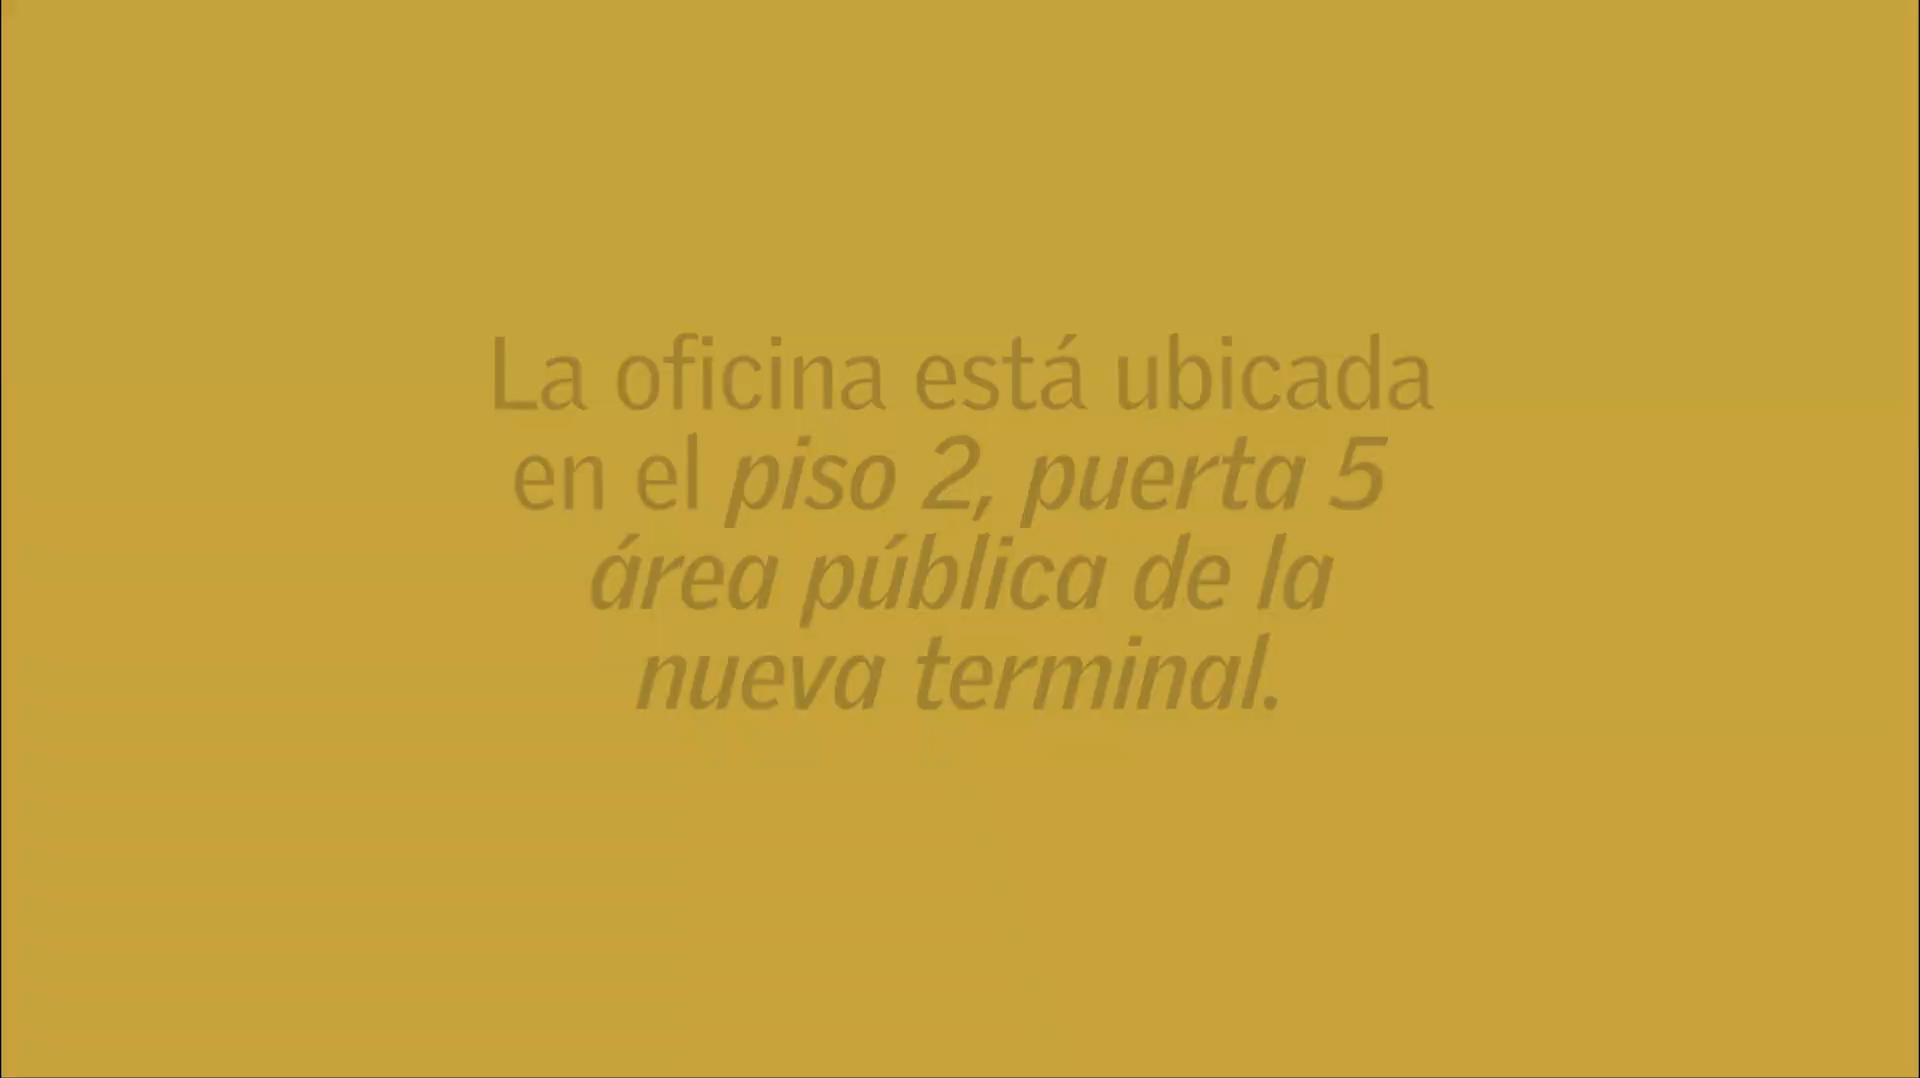 La oficina está ubicada
en el piso 2, puerta 5
área pública de la
nueva terminal.